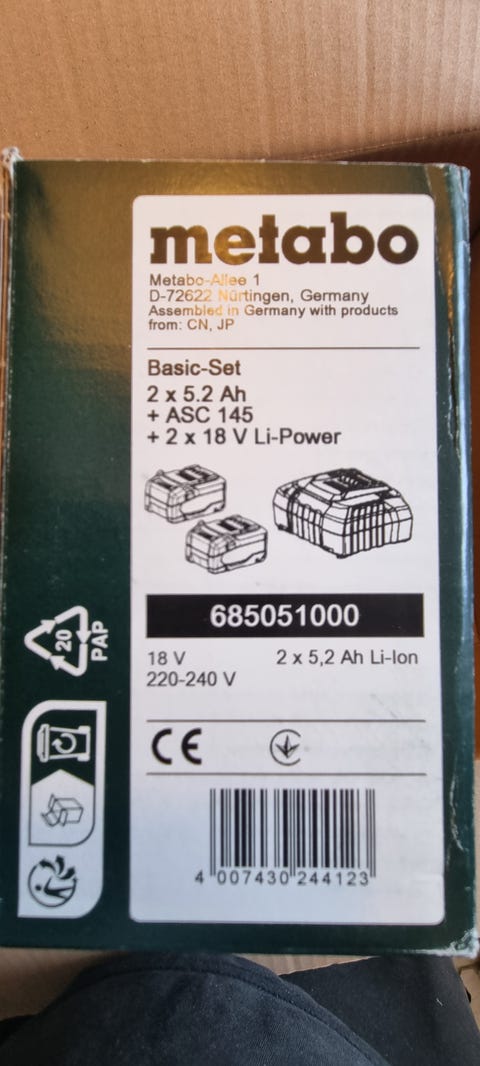 metabo
Metabo-Allee 1
D-72622 Nürtingen, Germany
Assembled in Germany with products
from: CN, JP
Basic-Set
2 x 5.2 Ah
+ ASC 145
+ 2 x 18 V Li-Power
685051000
18 V 2 x 5,2 Ah Li-Ion
220-240 V
CE
4 007430 244123
20
PAP